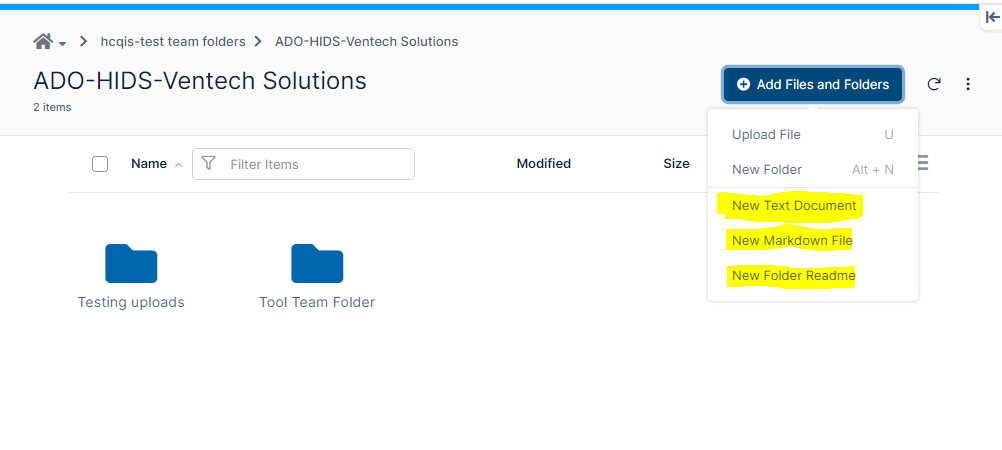 hcqis-test team folders > ADO-HIDS-Ventech Solutions
ADO-HIDS-Ventech Solutions
2 items
Add Files and Folders
Upload File U
New Folder Alt + N
New Text Document
New Markdown File
New Folder Readme
Name Filter Items Modified Size
Testing uploads Tool Team Folder